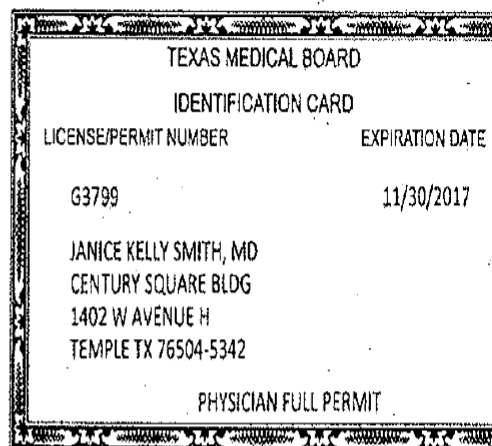 TEXAS MEDICAL BOARD
IDENTIFICATION CARD
LICENSE/PERMIT NUMBER EXPIRATION DATE
G3799 11/30/2017
JANICE KELLY SMITH, MD
CENTURY SQUARE BLDG
1402 W AVENUE H
TEMPLE TX 76504-5342
PHYSICIAN FULL PERMIT